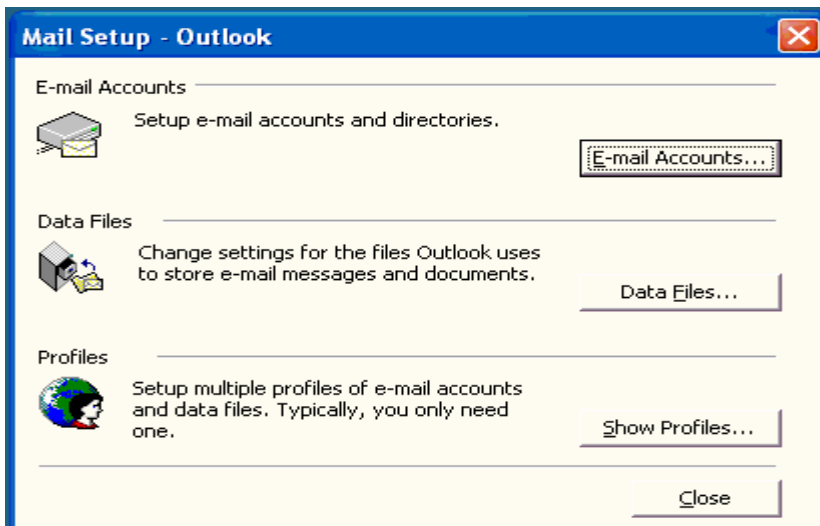 Mail Setup - Outlook
E-mail Accounts
Setup e-mail accounts and directories.
E-mail Accounts...
Data Files
Change settings for the files Outlook uses
to store e-mail messages and documents.
Data Files...
Profiles
Setup multiple profiles of e-mail accounts
and data files. Typically, you only need
one.
Show Profiles...
Close